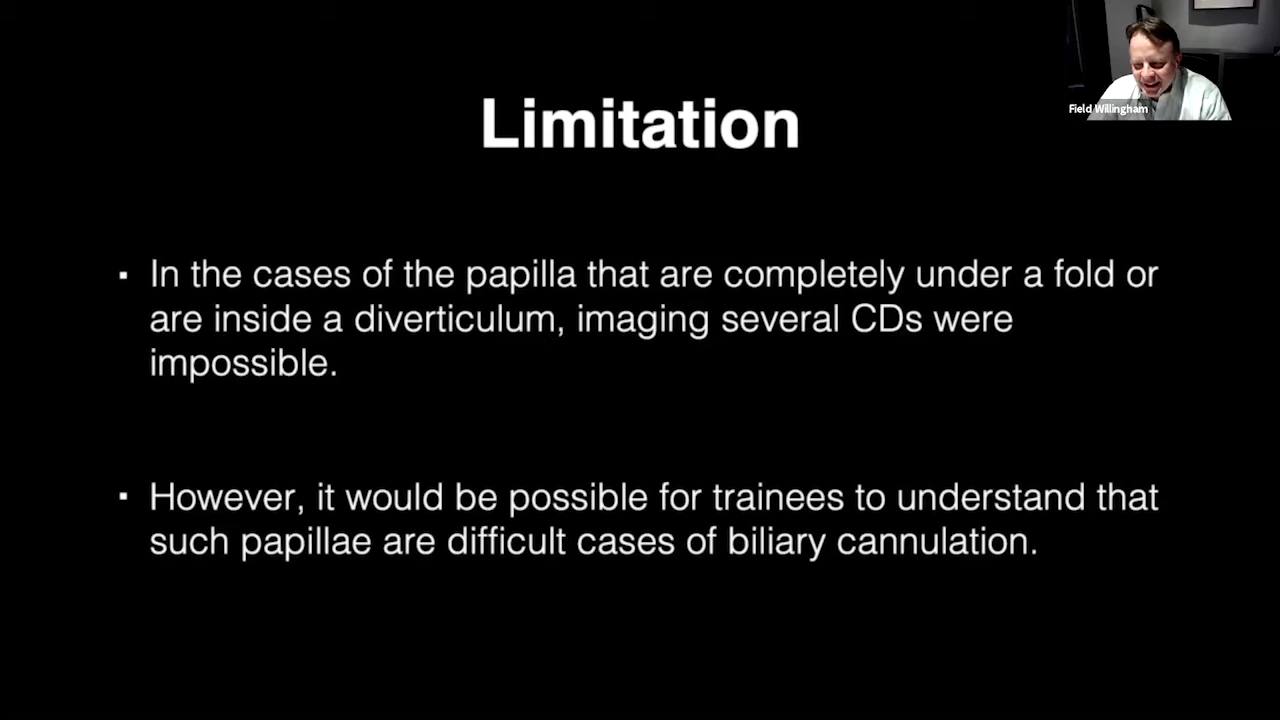 Limitation
Field Willingham
▪ In the cases of the papilla that are completely under a fold or
are inside a diverticulum, imaging several CDs were
impossible.
▪ However, it would be possible for trainees to understand that
such papillae are difficult cases of biliary cannulation.